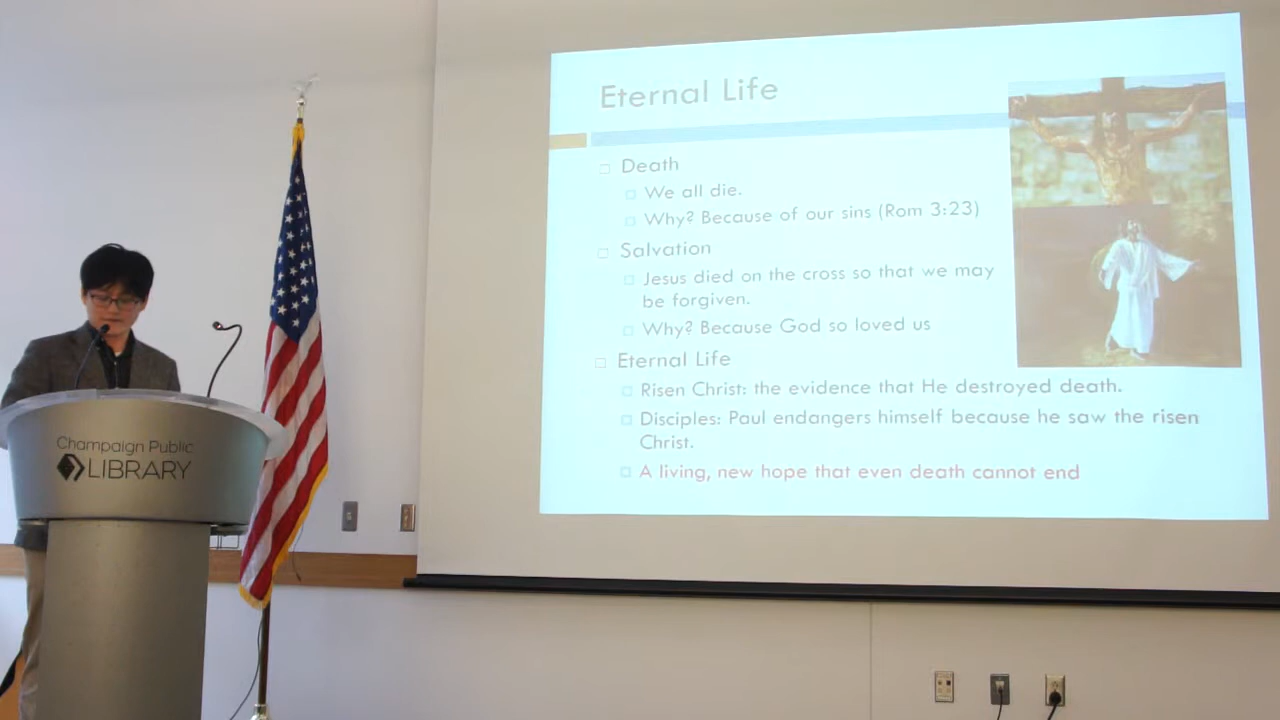 Eternal Life
Death
We all die.
Why? Because of our sins (Rom 3:23)
Salvation
Jesus died on the cross so that we may
be forgiven.
Why? Because God so loved us
Eternal Life
Risen Christ: the evidence that He destroyed death.
Disciples: Paul endangers himself because he saw the risen
Christ.
A living, new hope that even death cannot end
Champaign Public
LIBRARY